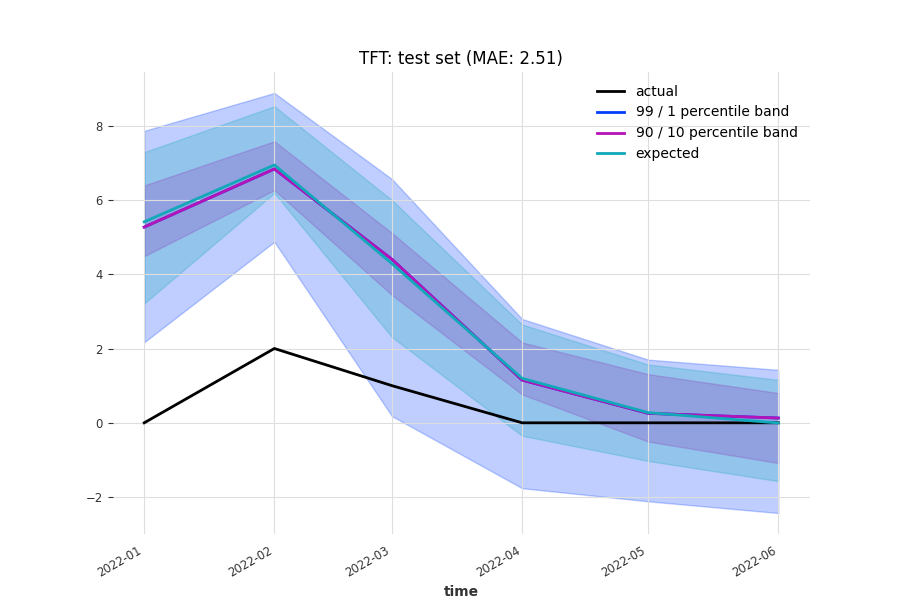 TFT: test set (MAE: 2.51)
actual
99 / 1 percentile band
90 / 10 percentile band
expected
8
6
4
2
0
−2
2022-01
2022-02
2022-03
2022-04
2022-05
2022-06
time